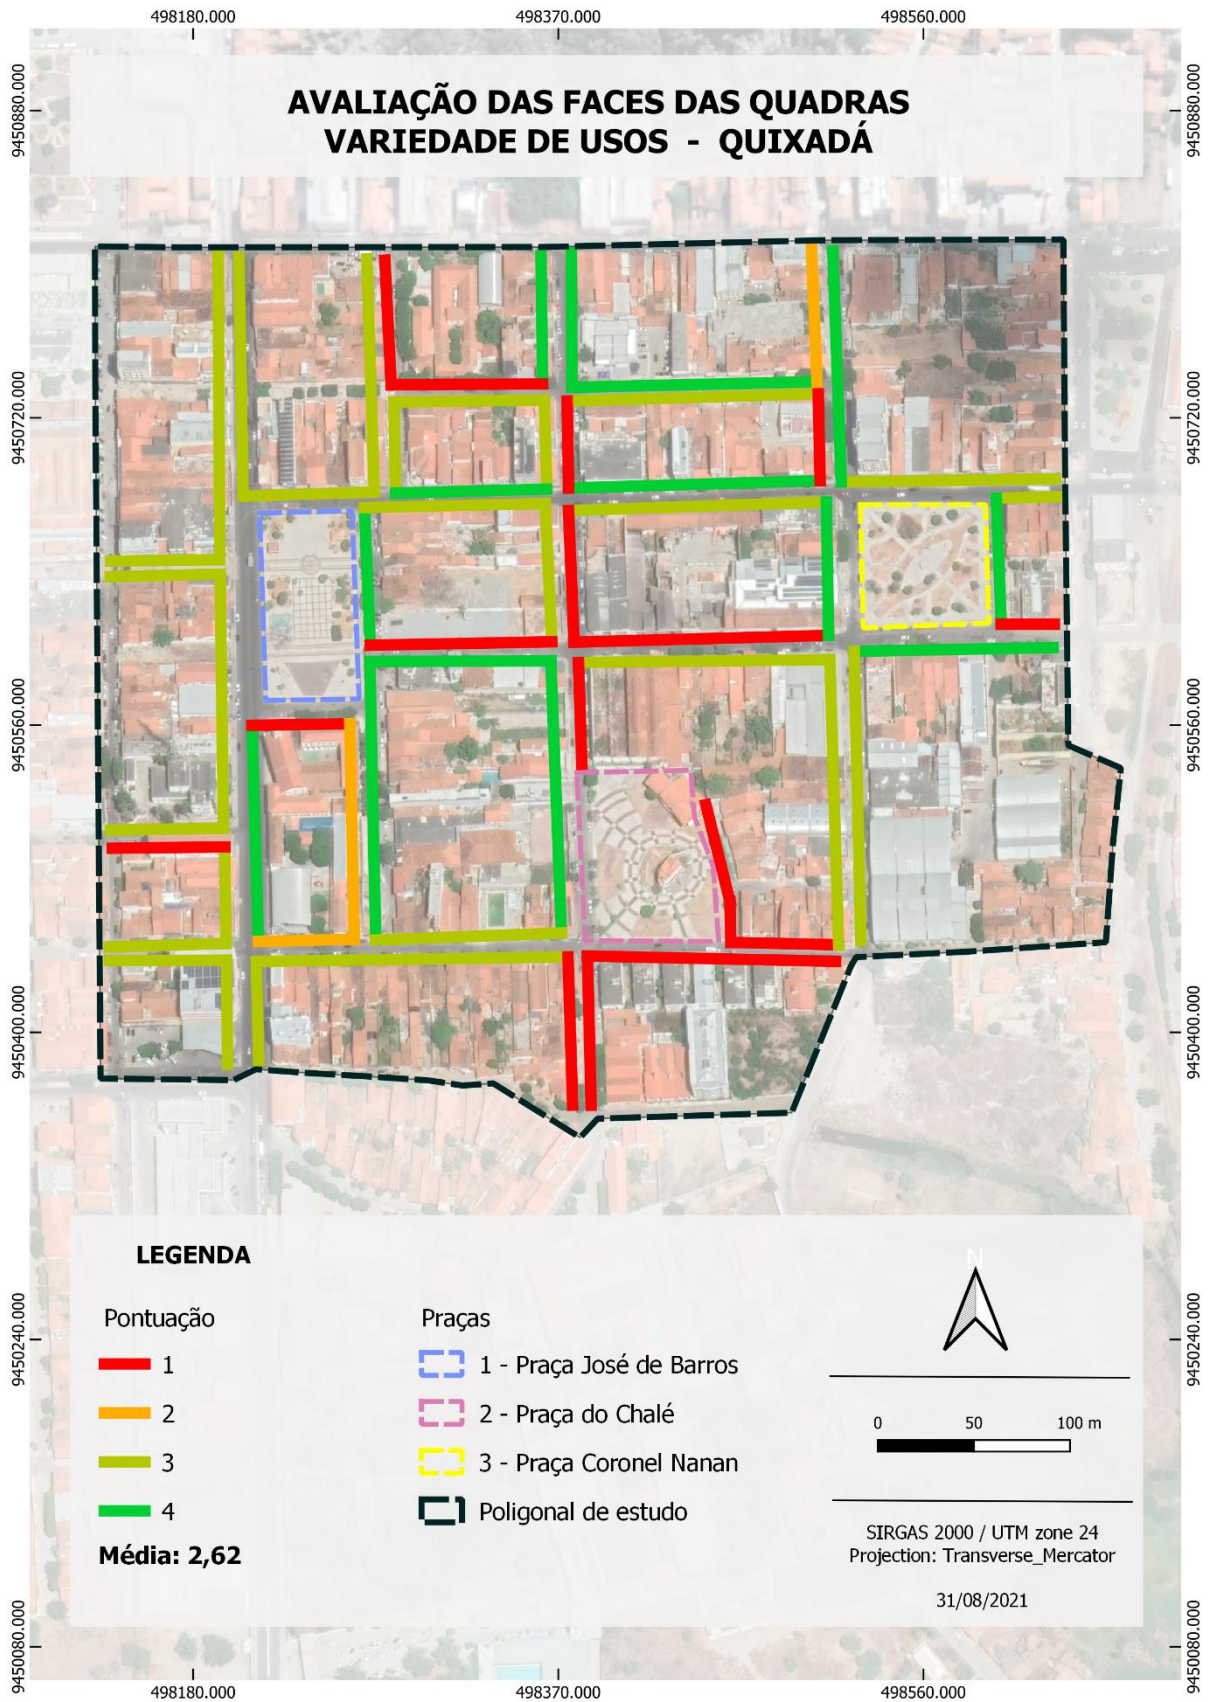 498180.000 498370.000 498560.000
AVALIAÇÃO DAS FACES DAS QUADRAS
VARIEDADE DE USOS - QUIXADÁ
9450880.000 9450880.000
9450720.000 9450720.000
9450560.000 9450560.000
9450400.000 9450400.000
LEGENDA
N
Pontuação
1
2
3
4
Média: 2,62
Praças
1 - Praça José de Barros
2 - Praça do Chalé
3 - Praça Coronel Nanan
Poligonal de estudo
0 50 100 m
SIRGAS 2000 / UTM zone 24
Projection: Transverse_Mercator
31/08/2021
9450240.000 9450240.000
9450080.000 9450080.000
498180.000 498370.000 498560.000